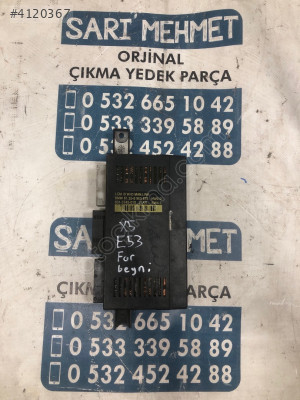 #4120367
SARI MEHMET
ORJİNAL
ÇIKMA YEDEK PARÇA
0 532 665 10 42
0 533 339 58 89
0 532 452 42 88
X5
E53
Far
beyni
SARI MEHMET
ORJİNAL
ÇIKMA YEDEK PARÇA
0 532 665 10 42
0 533 339 58 89
0 532 452 42 88